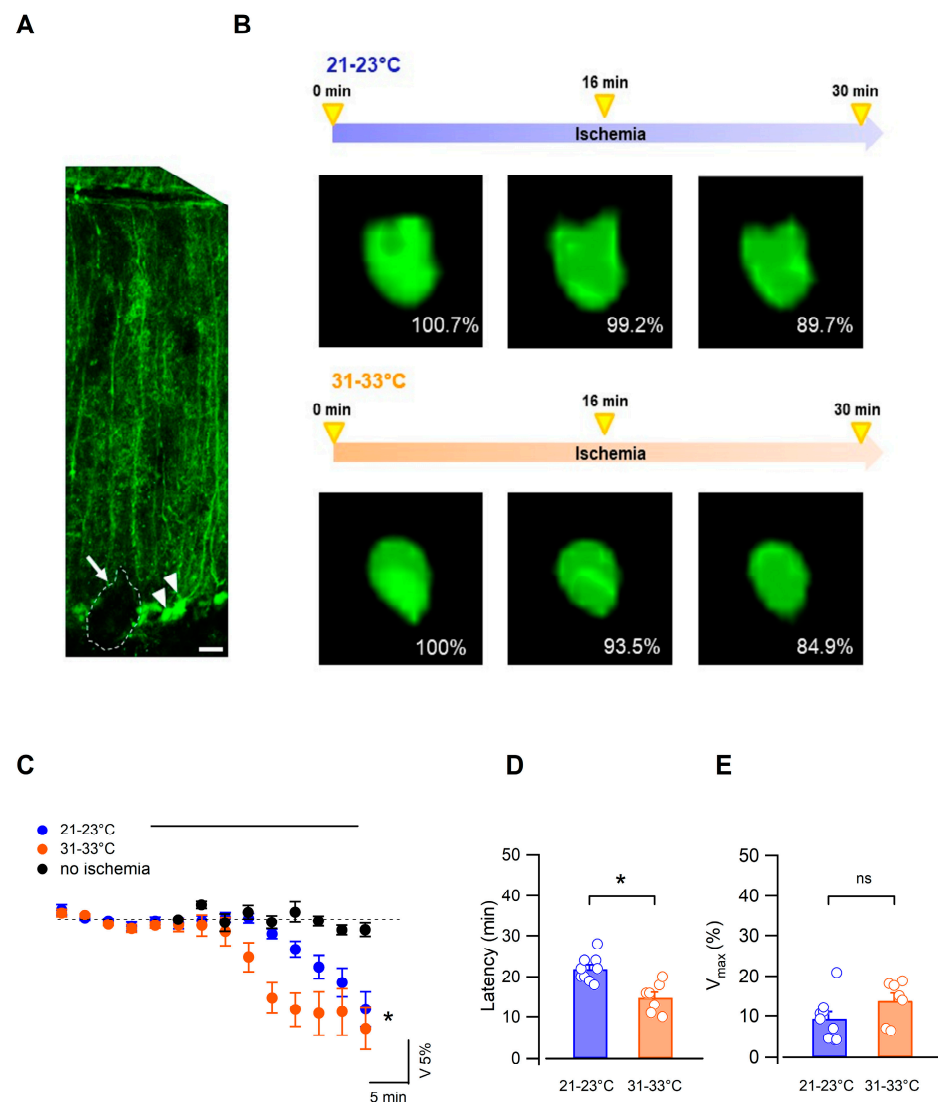 A
B
21-23°C
0 min
16 min
30 min
Ischemia
100.7%
99.2%
89.7%
31-33°C
0 min
16 min
30 min
Ischemia
100%
93.5%
84.9%
C
D
E
21-23°C
31-33°C
no ischemia
*
V 5%
5 min
50
40
30
20
10
0
Latency (min)
*
21-23°C
31-33°C
50
40
30
20
10
0
Vmax (%)
ns
21-23°C
31-33°C